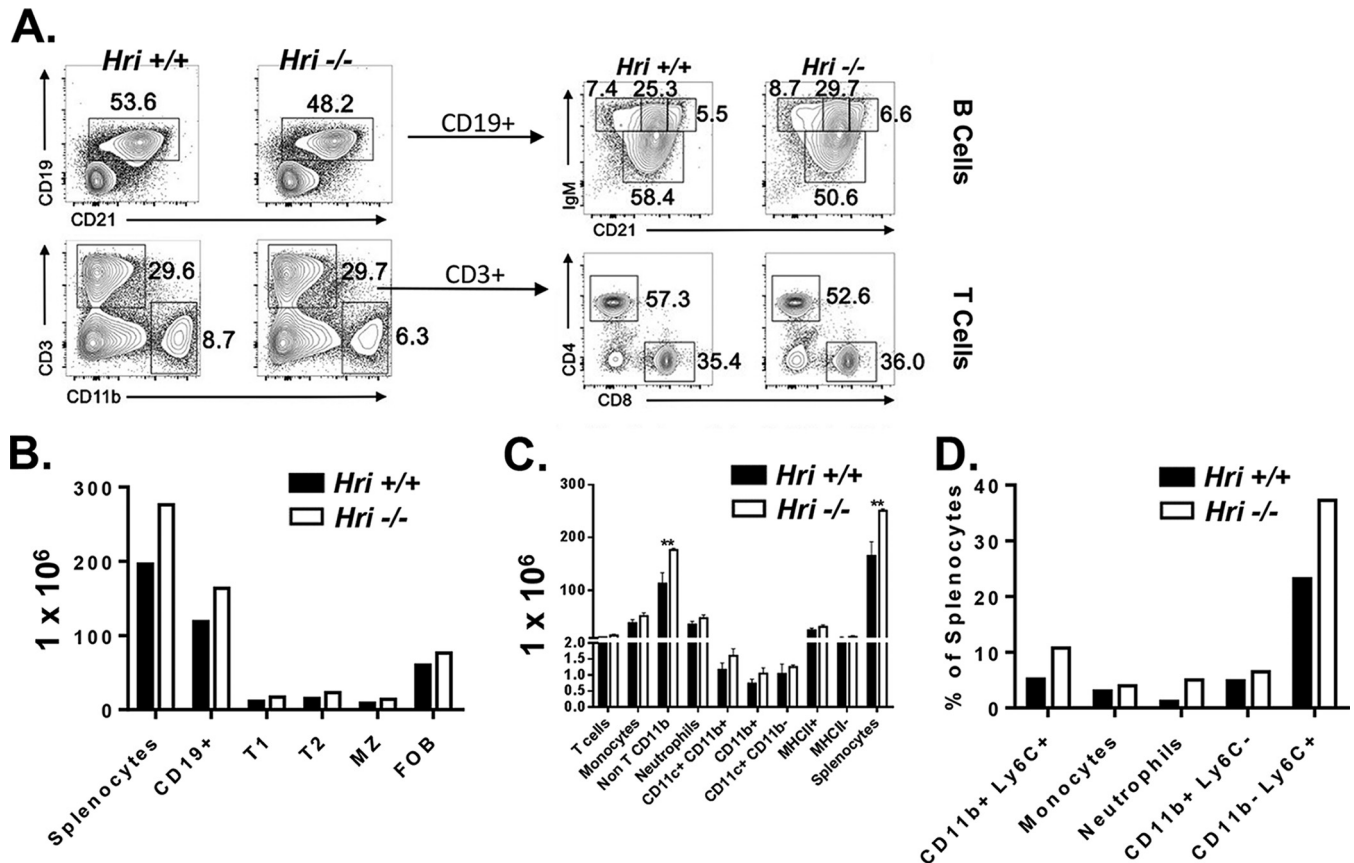 A.
Hri +/+ Hri -/- Hri +/+ Hri -/-
53.6 48.2 CD19+ 7.4 25.3 5.5 8.7 29.7 6.6
CD19 IgM B Cells
58.4 50.6
CD21 CD21
29.6 29.7 CD3+ 57.3 52.6
8.7 6.3 35.4 36.0
CD3 CD4 T Cells
CD11b CD8
B.
Hri +/+
Hri -/-
1 x 10⁶
300
200
100
0
Splenocytes CD19+ T1 T2 MZ FOB
C.
Hri +/+
Hri -/-
1 x 10⁶
300
200
100
2.0
1.5
1.0
0.5
0.0
** **
T cells Monocytes Non T CD11b Neutrophils CD11c+ CD11b+ CD11b+ CD11c+ CD11b- MHCII+ MHCII- Splenocytes
D.
Hri +/+
Hri -/-
% of Splenocytes
40
30
20
10
0
CD11b+ Ly6C+ Monocytes Neutrophils CD11b+ Ly6C- CD11b- Ly6C+